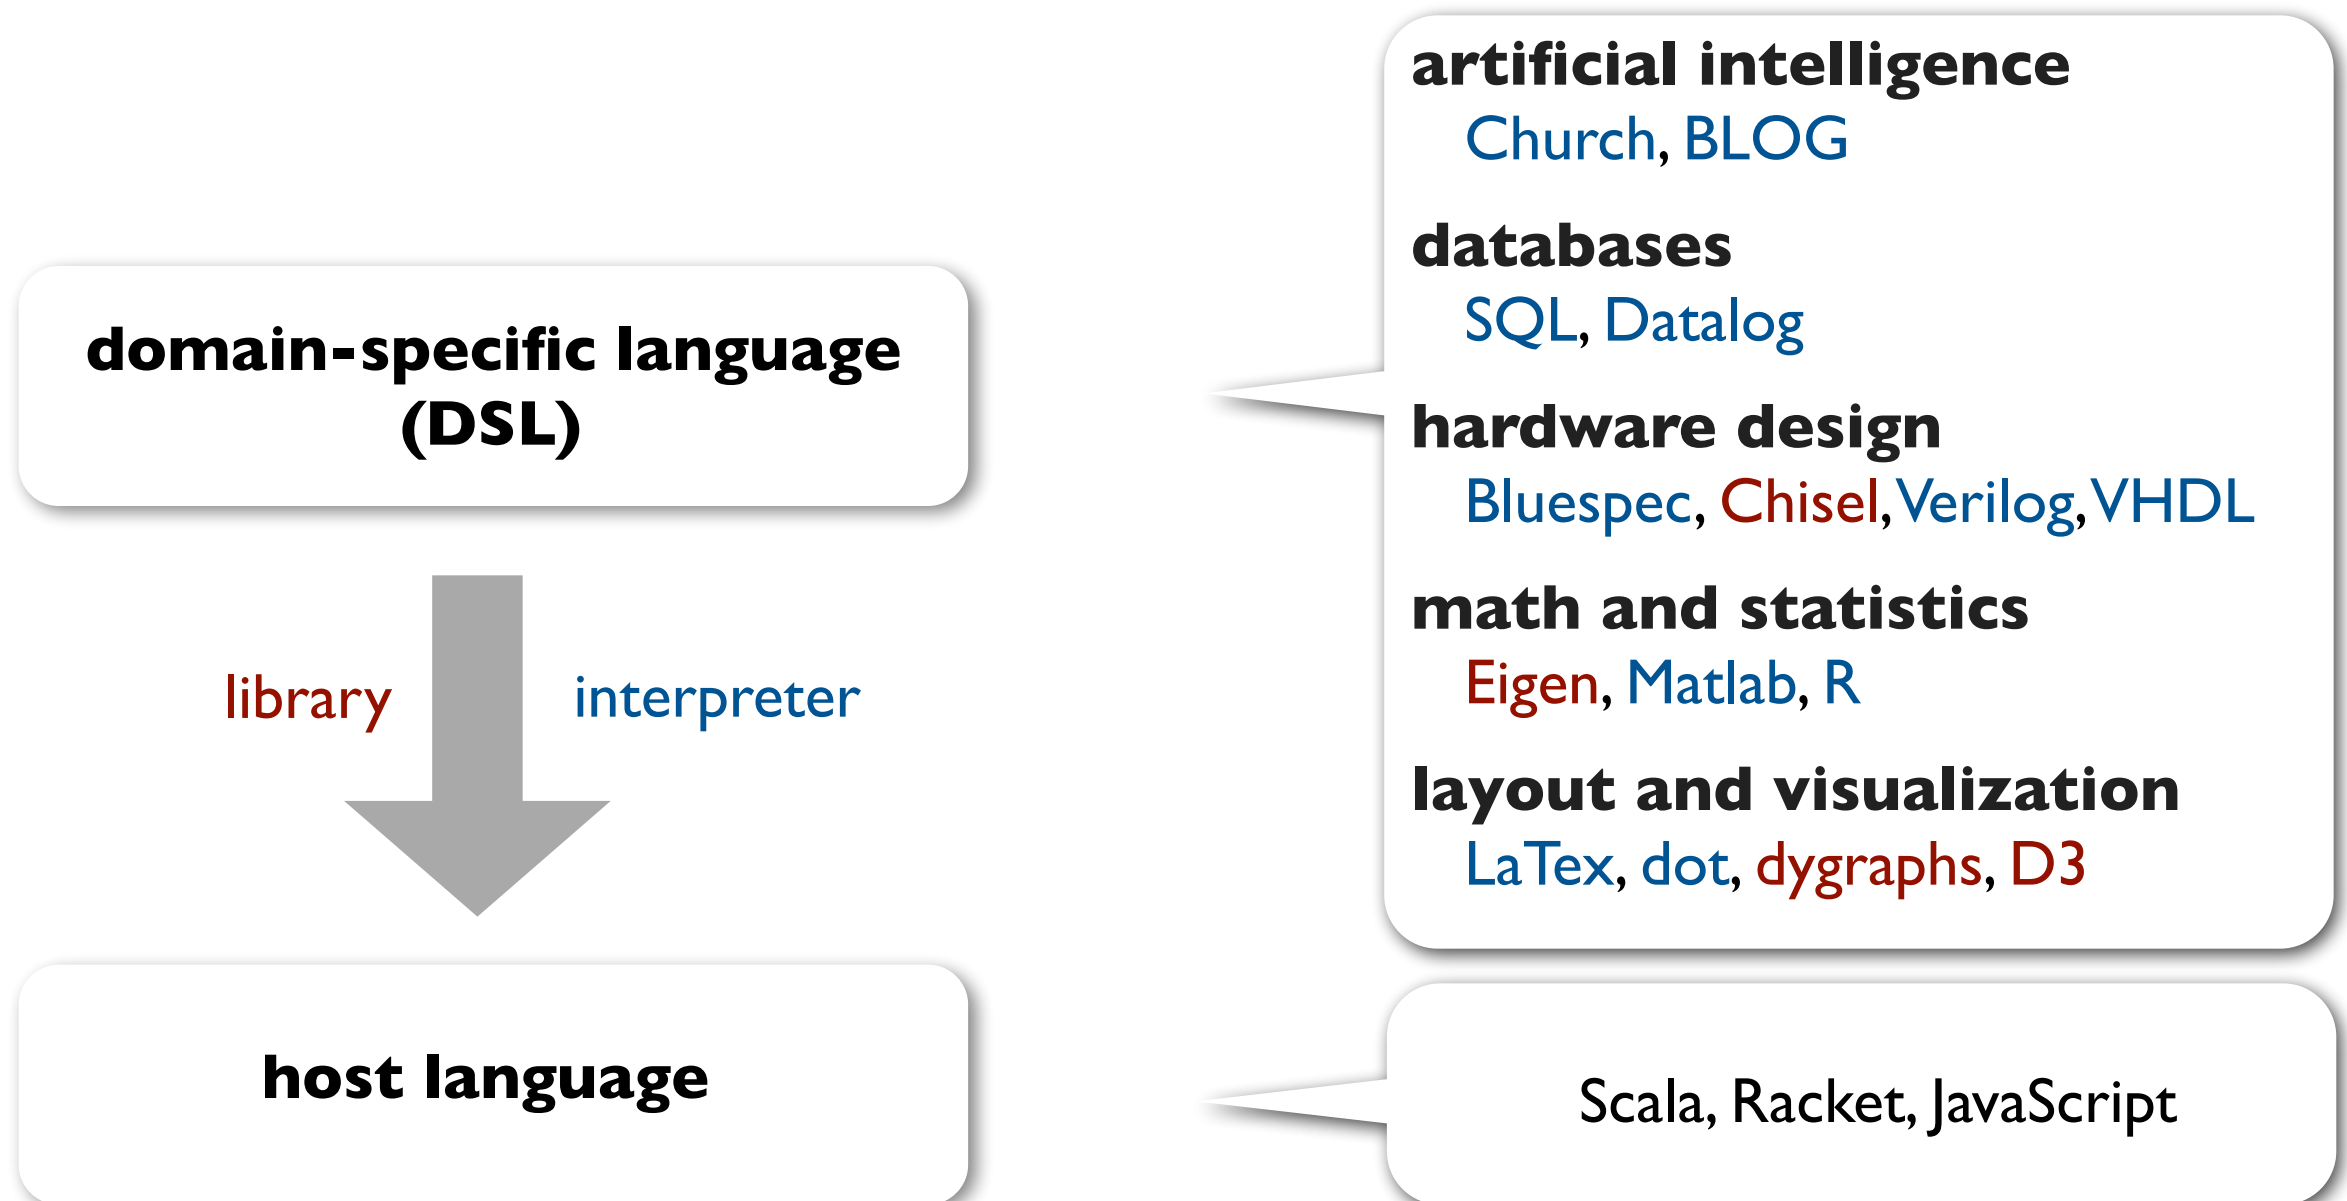 domain-specific language
(DSL)
library
interpreter
host language
artificial intelligence
Church, BLOG
databases
SQL, Datalog
hardware design
Bluespec, Chisel, Verilog, VHDL
math and statistics
Eigen, Matlab, R
layout and visualization
LaTex, dot, dygraphs, D3
Scala, Racket, JavaScript